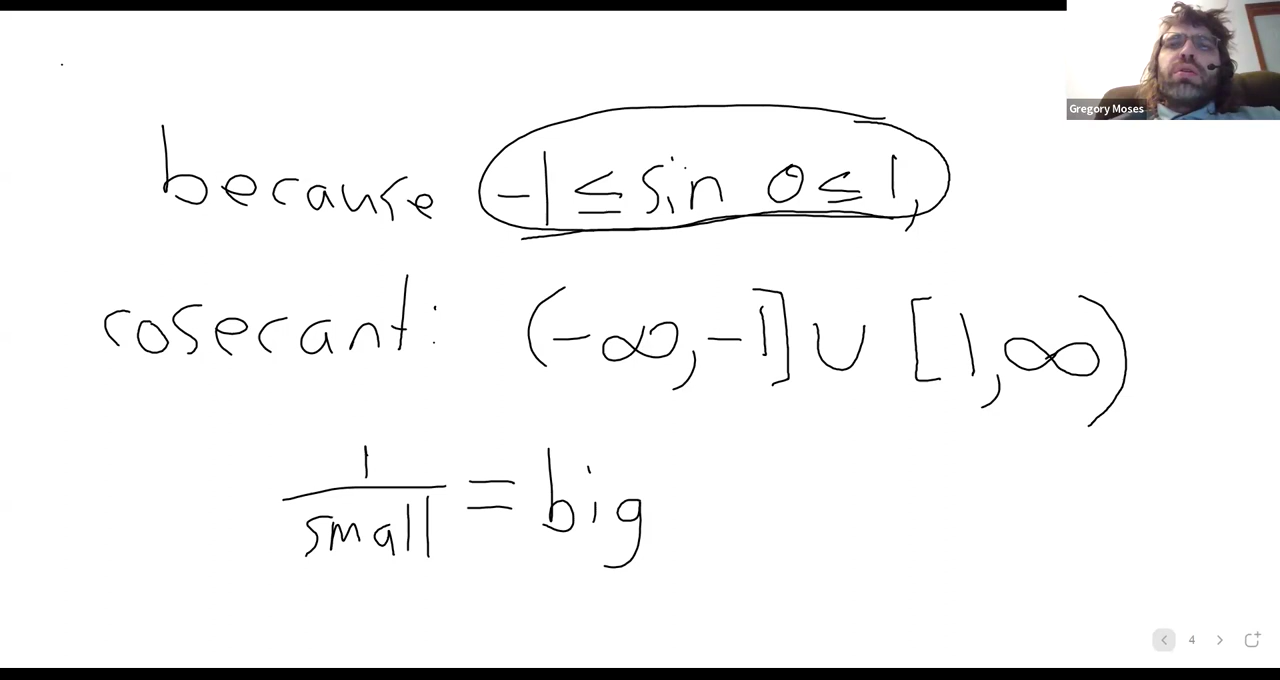 Gregory Moses
because -1 ≤ sin θ ≤ 1,
cosecant: (-∞, -1] ∪ [1, ∞)
1
small = big
4